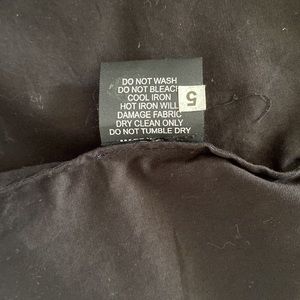 DO NOT WASH
DO NOT BLEACH
COOL IRON
HOT IRON WILL
DAMAGE FABRIC
DRY CLEAN ONLY
DO NOT TUMBLE DRY
5